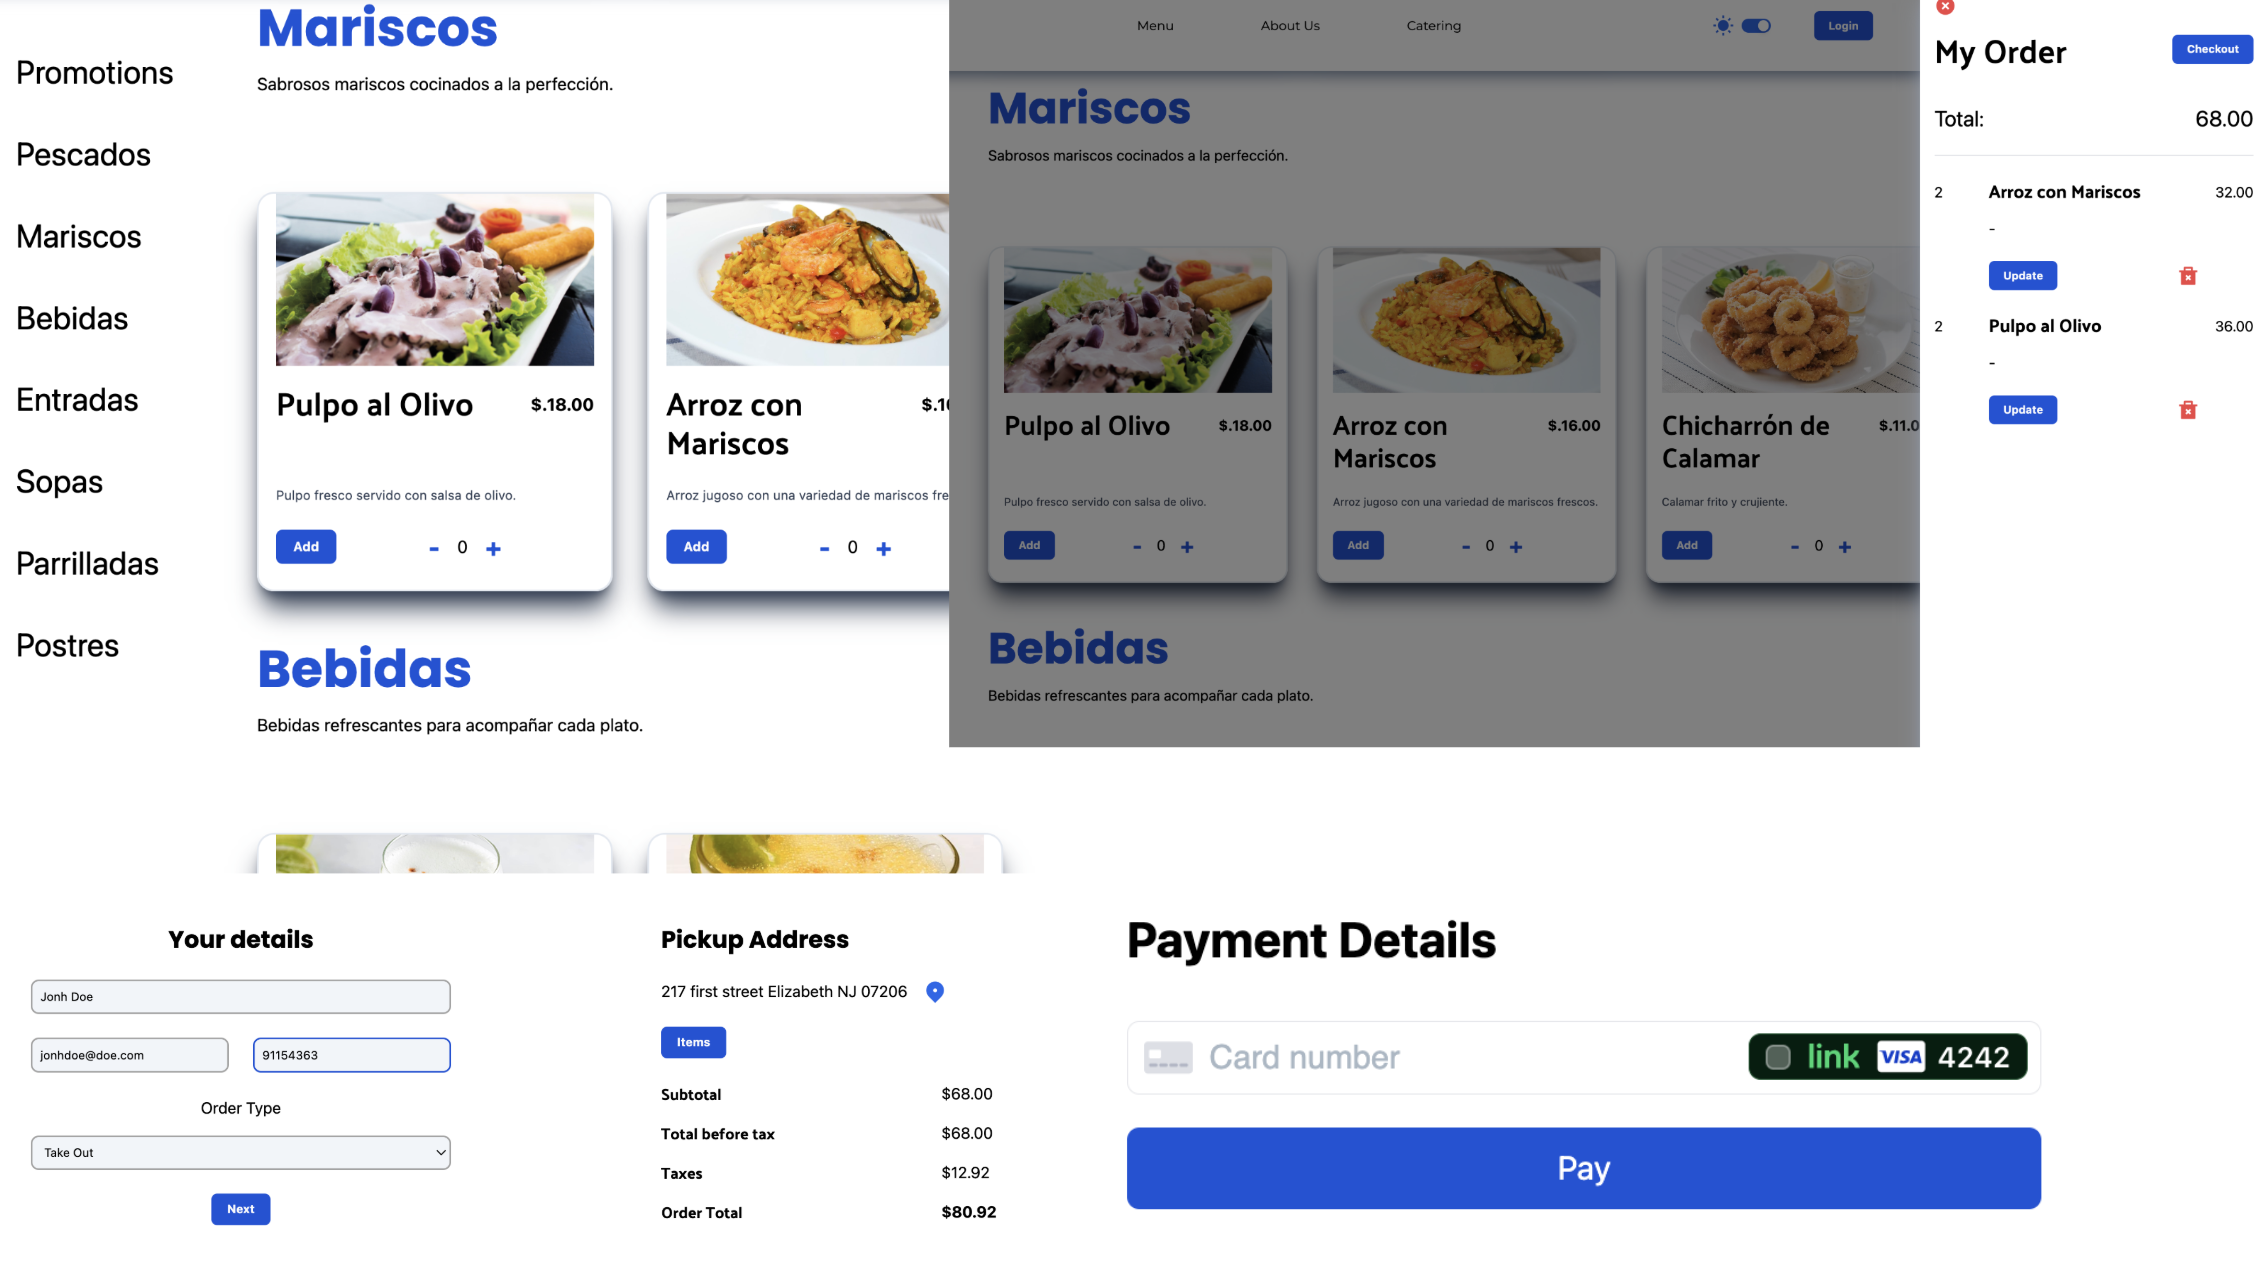 Promotions
Pescados
Mariscos
Bebidas
Entradas
Sopas
Parrilladas
Postres
Mariscos
Sabrosos mariscos cocinados a la perfección.
Pulpo al Olivo
$.18.00
Pulpo fresco servido con salsa de olivo.
Add
- 0 +
Arroz con
Mariscos
$.1
Arroz jugoso con una variedad de mariscos fre
Add
- 0 +
Bebidas
Bebidas refrescantes para acompañar cada plato.
Menu
About Us
Catering
Login
Mariscos
Sabrosos mariscos cocinados a la perfección.
Pulpo al Olivo
$.18.00
Pulpo fresco servido con salsa de olivo.
Add
- 0 +
Arroz con
Mariscos
$.16.00
Arroz jugoso con una variedad de mariscos frescos.
Add
- 0 +
Chicharrón de
Calamar
$.11.0
Calamar frito y crujiente.
Add
- 0 +
Bebidas
Bebidas refrescantes para acompañar cada plato.
My Order
Checkout
Total:
68.00
2 Arroz con Mariscos 32.00
-
Update
2 Pulpo al Olivo 36.00
-
Update
Your details
Jonh Doe
jonhdoe@doe.com
91154363
Order Type
Take Out
Next
Pickup Address
217 first street Elizabeth NJ 07206
Items
Subtotal $68.00
Total before tax $68.00
Taxes $12.92
Order Total $80.92
Payment Details
Card number
link VISA 4242
Pay